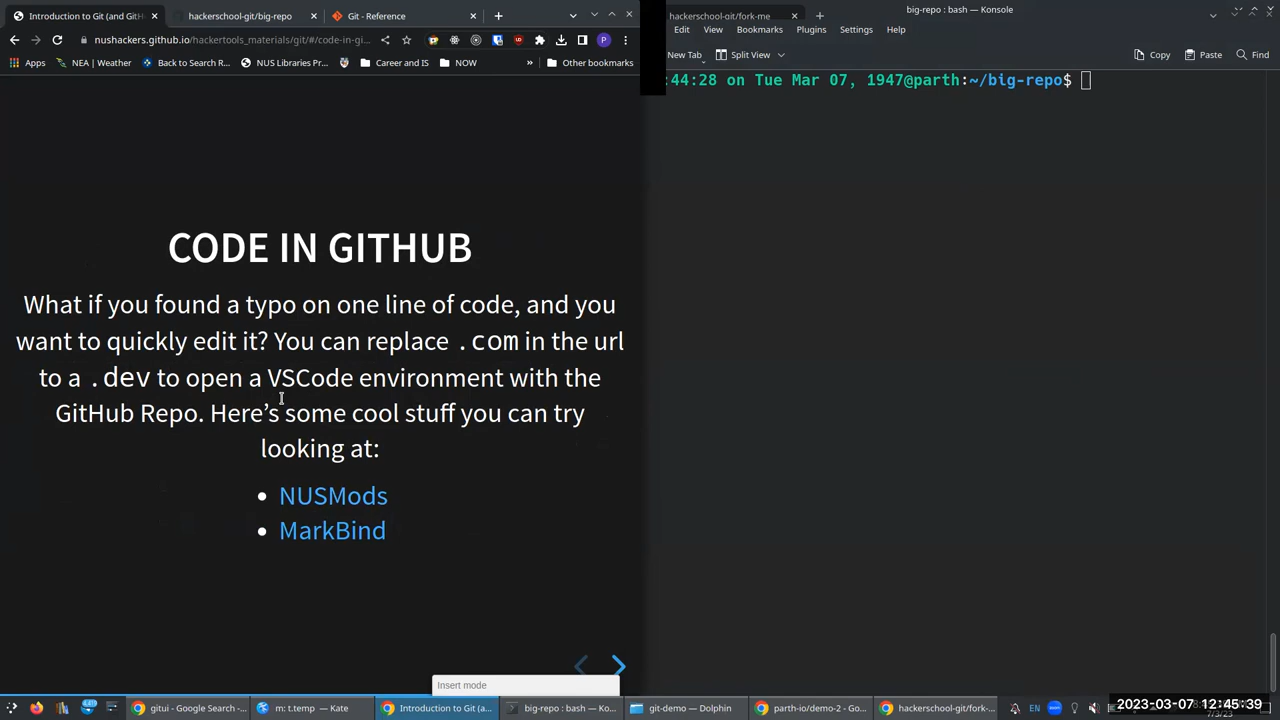 Introduction to Git (and GitH
hackerschool-git/big-repo
Git - Reference
nushackers.github.io/hackertools_materials/git/#/code-in-gi...
Apps
NEA | Weather
Back to Search R...
NUS Libraries Pr...
Career and IS
NOW
»
Other bookmarks
CODE IN GITHUB
What if you found a typo on one line of code, and you
want to quickly edit it? You can replace .com in the url
to a .dev to open a VSCode environment with the
GitHub Repo. Here's some cool stuff you can try
looking at:
NUSMods
MarkBind
Insert mode
hackerschool-git/fork-me
big-repo : bash — Konsole
Edit
View
Bookmarks
Plugins
Settings
Help
New Tab
Split View
Copy
Paste
Find
:44:28 on Tue Mar 07, 1947@parth:~/big-repo$
gitui - Google Search -...
m: t.temp — Kate
Introduction to Git (a...
big-repo : bash — Ko...
git-demo — Dolphin
parth-io/demo-2 - Go...
hackerschool-git/fork-...
EN
2023-03-07 12:45:39